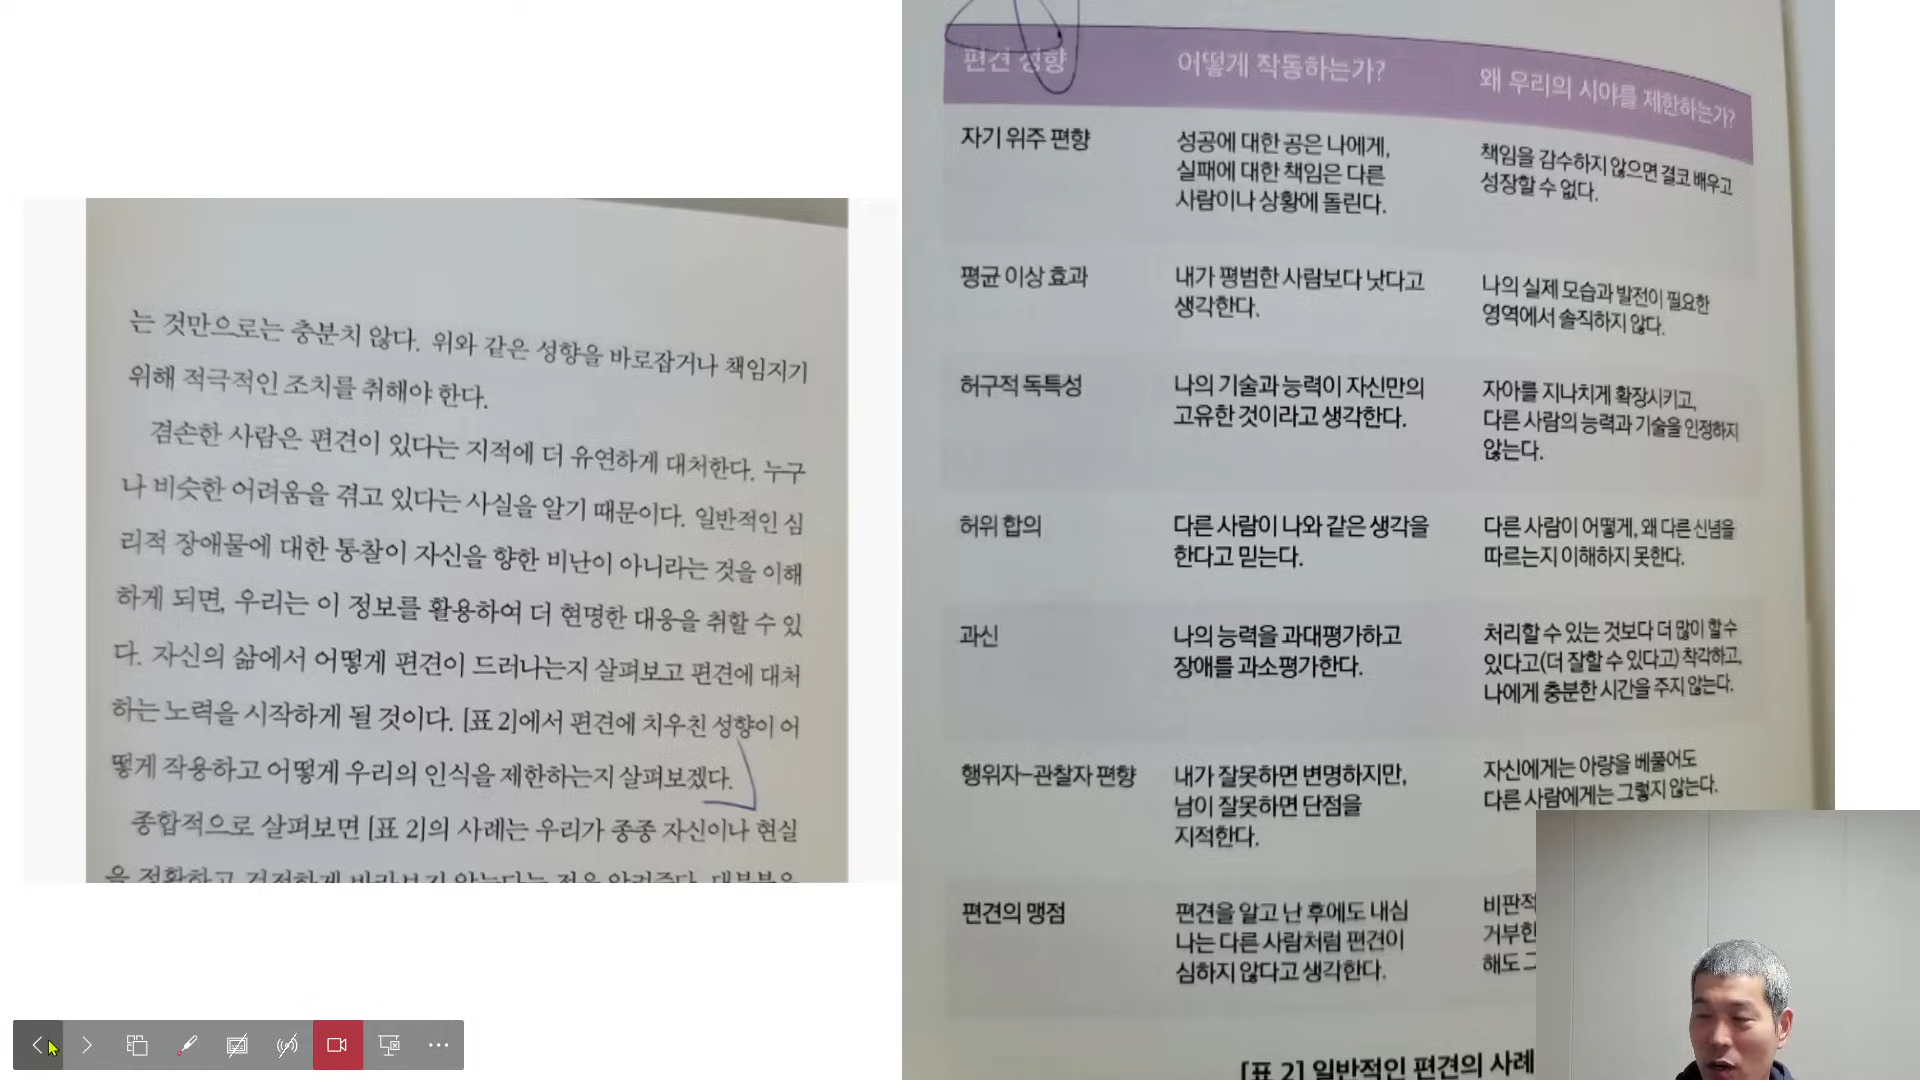 는 것만으로는 충분치 않다. 위와 같은 성향을 바로잡거나 책임지기
위해 적극적인 조치를 취해야 한다.
겸손한 사람은 편견이 있다는 지적에 더 유연하게 대처한다. 누구
나 비슷한 어려움을 겪고 있다는 사실을 알기 때문이다. 일반적인 심
리적 장애물에 대한 통찰이 자신을 향한 비난이 아니라는 것을 이해
하게 되면, 우리는 이 정보를 활용하여 더 현명한 대응을 취할 수 있
다. 자신의 삶에서 어떻게 편견이 드러나는지 살펴보고 편견에 대처
하는 노력을 시작하게 될 것이다. [표 2]에서 편견에 치우친 성향이 어
떻게 작용하고 어떻게 우리의 인식을 제한하는지 살펴보겠다.
종합적으로 살펴보면 [표 2]의 사례는 우리가 종종 자신이나 현실
편견 성향
어떻게 작동하는가?
왜 우리의 시야를 제한하는가?
자기 위주 편향
성공에 대한 공은 나에게,
실패에 대한 책임은 다른
사람이나 상황에 돌린다.
책임을 감수하지 않으면 결코 배우고
성장할 수 없다.
평균 이상 효과
내가 평범한 사람보다 낫다고
생각한다.
나의 실제 모습과 발전이 필요한
영역에서 솔직하지 않다.
허구적 독특성
나의 기술과 능력이 자신만의
고유한 것이라고 생각한다.
자아를 지나치게 확장시키고,
다른 사람의 능력과 기술을 인정하지
않는다.
허위 합의
다른 사람이 나와 같은 생각을
한다고 믿는다.
다른 사람이 어떻게, 왜 다른 신념을
따르는지 이해하지 못한다.
과신
나의 능력을 과대평가하고
장애를 과소평가한다.
처리할 수 있는 것보다 더 많이 할 수
있다고(더 잘할 수 있다고) 착각하고,
나에게 충분한 시간을 주지 않는다.
행위자-관찰자 편향
내가 잘못하면 변명하지만,
남이 잘못하면 단점을
지적한다.
자신에게는 아량을 베풀어도
다른 사람에게는 그렇지 않는다.
편견의 맹점
편견을 알고 난 후에도 내심
나는 다른 사람처럼 편견이
심하지 않다고 생각한다.
비판적
거부한
해도 그
[표 2] 일반적인 편견의 사례